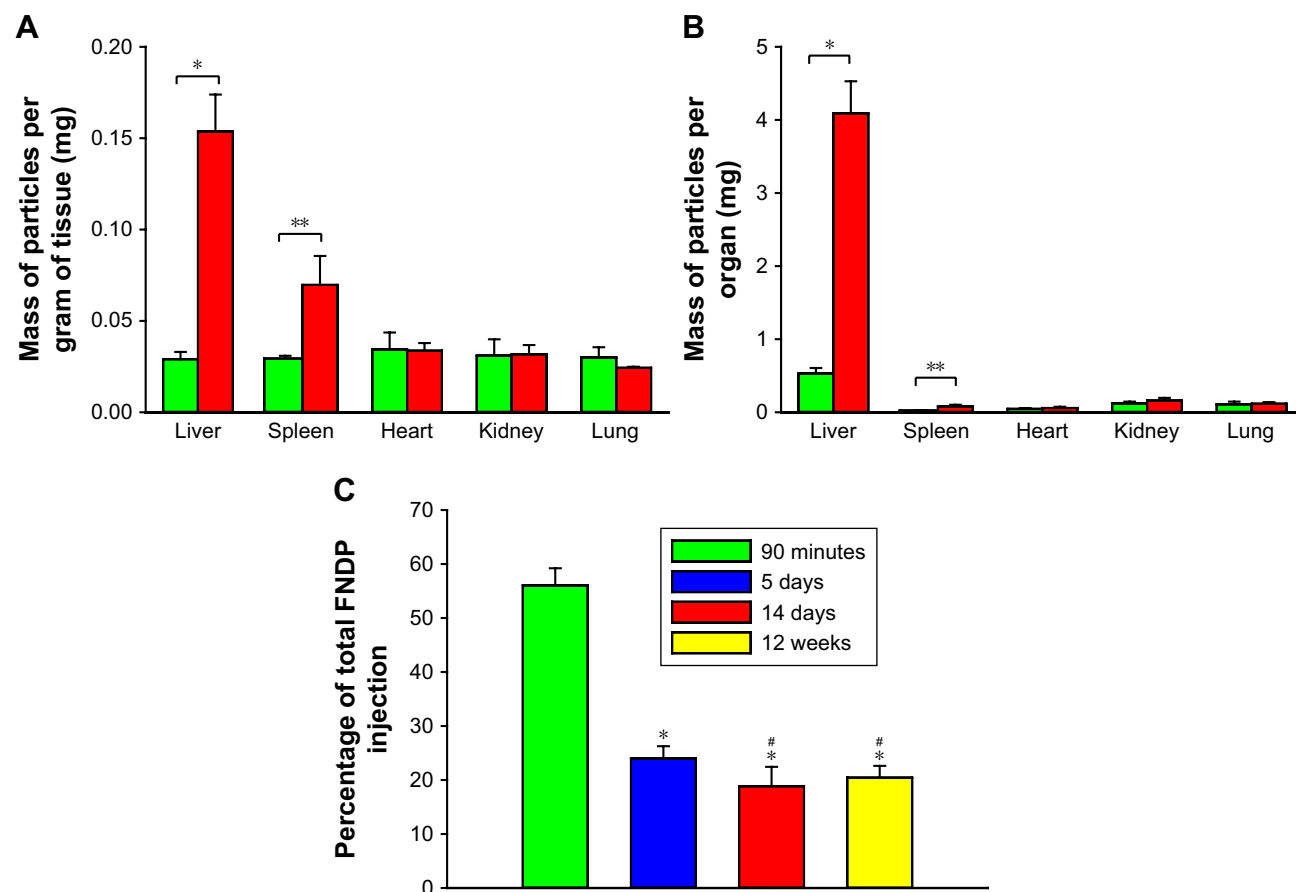 A
Mass of particles per
gram of tissue (mg)
0.20
0.15
0.10
0.05
0.00
*
**
Liver Spleen Heart Kidney Lung
B
Mass of particles per
organ (mg)
5
4
3
2
1
0
*
**
Liver Spleen Heart Kidney Lung
C
Percentage of total FNDP
injection
70
60
50
40
30
20
10
0
90 minutes
5 days
14 days
12 weeks
*
#
*
#
*